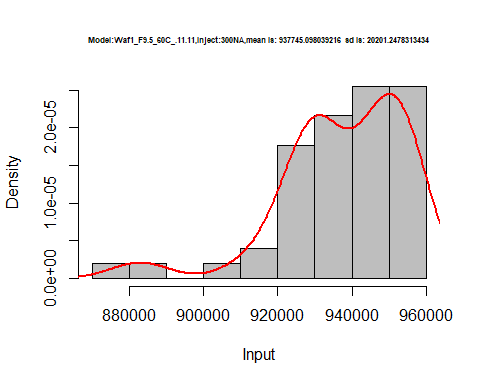 Model:Waf1_F9.5_60C_.11.11,Inject:300NA,mean is: 937745.098039216 sd is: 20201.2478313434
Density
2.0e-05
1.0e-05
0.0e+00
880000 900000 920000 940000 960000
Input